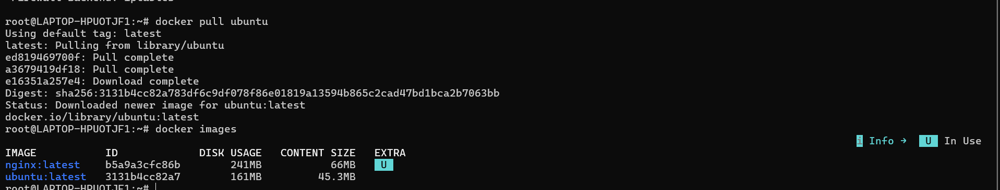 Firewall Backend: iptables
root@LAPTOP-HPUOTJF1:~# docker pull ubuntu
Using default tag: latest
latest: Pulling from library/ubuntu
ed819469700f: Pull complete
a3679419df18: Pull complete
e16351a257e4: Download complete
Digest: sha256:3131b4cc82a783df6c9df078f86e01819a13594b865c2cad47bd1bca2b7063bb
Status: Downloaded newer image for ubuntu:latest
docker.io/library/ubuntu:latest
root@LAPTOP-HPUOTJF1:~# docker images
i Info → U In Use
IMAGE ID DISK USAGE CONTENT SIZE EXTRA
nginx:latest b5a9a3cfc86b 241MB 66MB U
ubuntu:latest 3131b4cc82a7 161MB 45.3MB
root@LAPTOP-HPUOTJF1:~#